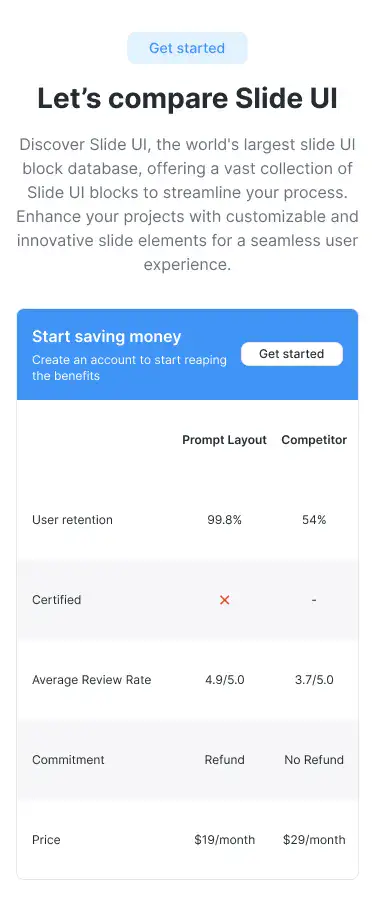 Get started
Let’s compare Slide UI
Discover Slide UI, the world's largest slide UI
block database, offering a vast collection of
Slide UI blocks to streamline your process.
Enhance your projects with customizable and
innovative slide elements for a seamless user
experience.
Start saving money
Create an account to start reaping
the benefits
Get started
Prompt Layout Competitor
User retention 99.8% 54%
Certified ✕ -
Average Review Rate 4.9/5.0 3.7/5.0
Commitment Refund No Refund
Price $19/month $29/month